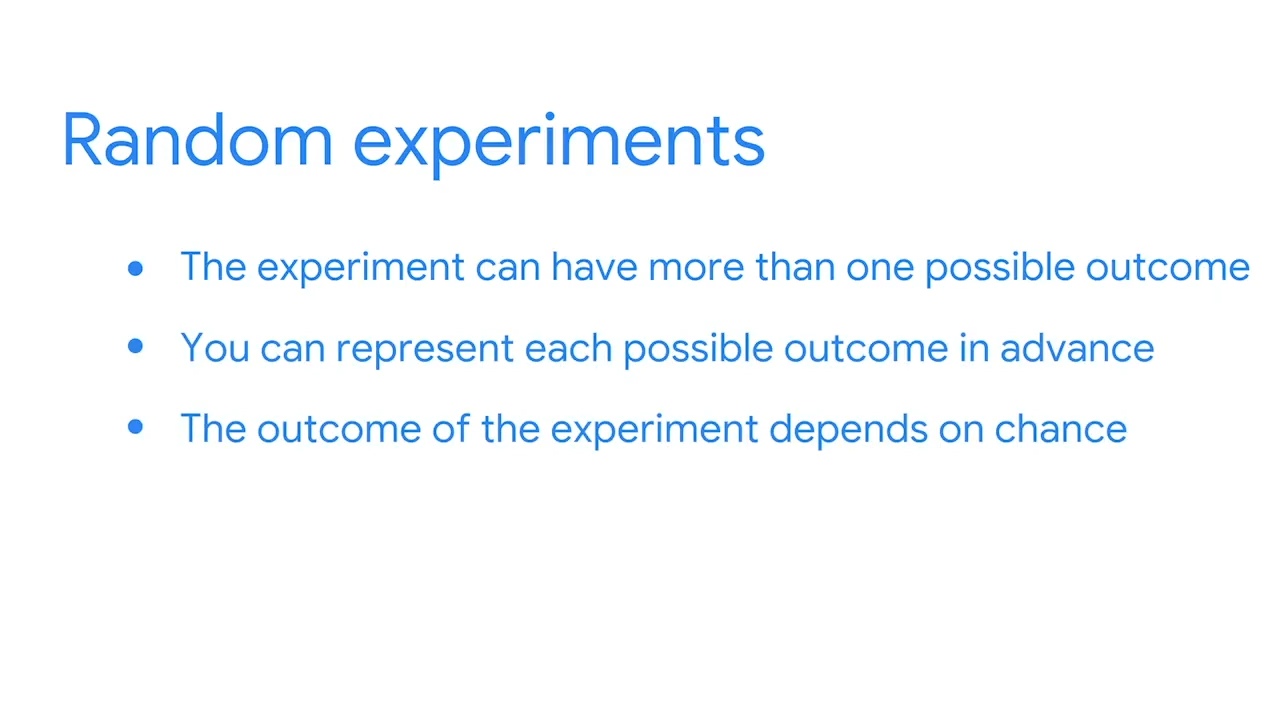 Random experiments
● The experiment can have more than one possible outcome
● You can represent each possible outcome in advance
● The outcome of the experiment depends on chance